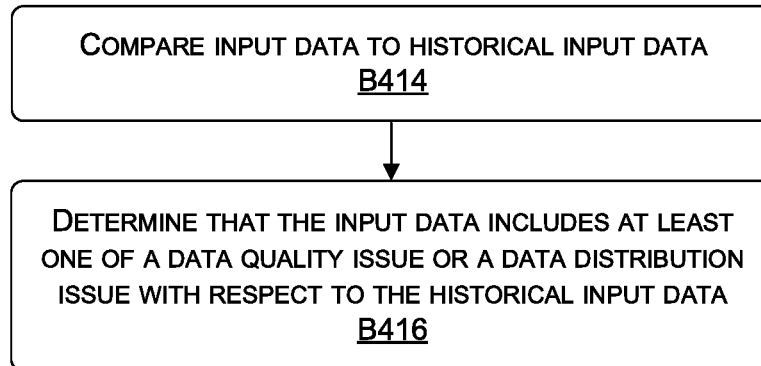 COMPARE INPUT DATA TO HISTORICAL INPUT DATA
B414
DETERMINE THAT THE INPUT DATA INCLUDES AT LEAST
ONE OF A DATA QUALITY ISSUE OR A DATA DISTRIBUTION
ISSUE WITH RESPECT TO THE HISTORICAL INPUT DATA
B416